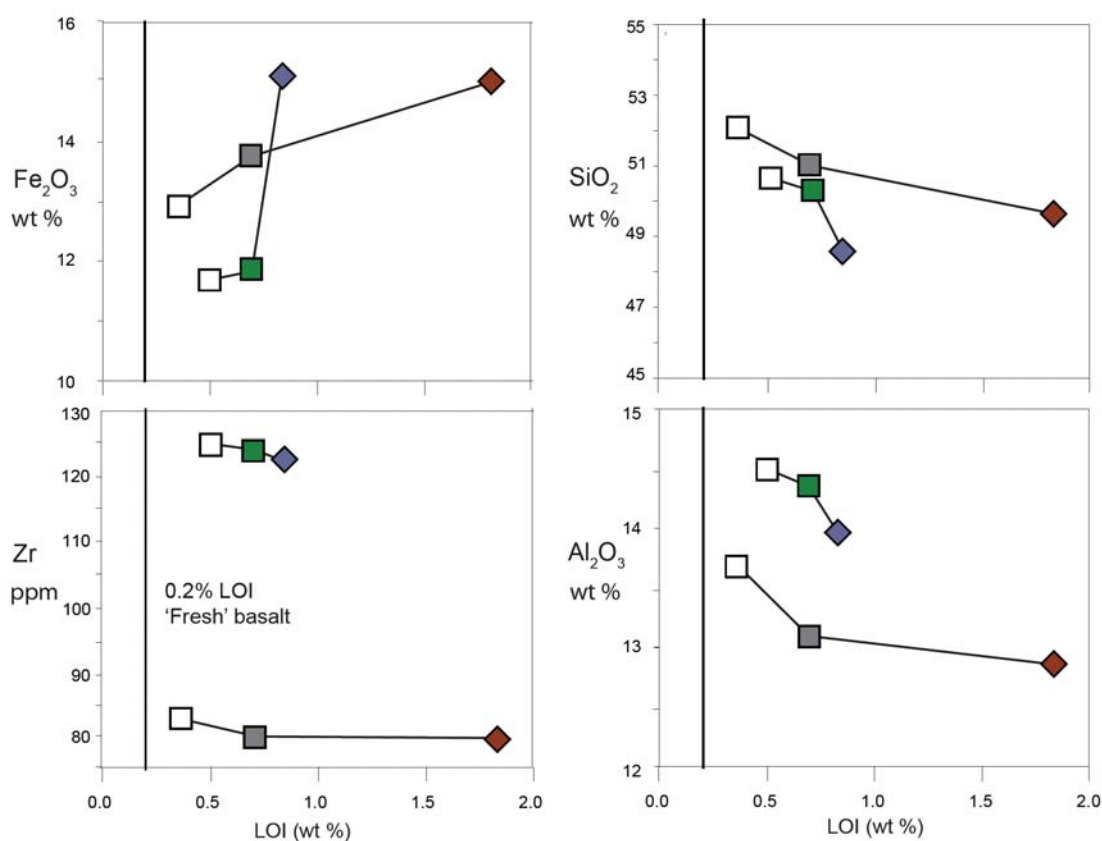 16
14
12
10
Fe₂O₃
wt %
55
53
51
49
47
45
SiO₂
wt %
130
120
110
100
90
80
Zr
ppm
0.2% LOI
'Fresh' basalt
0.0 0.5 1.0 1.5 2.0
LOI (wt %)
15
14
13
12
Al₂O₃
wt %
0.0 0.5 1.0 1.5 2.0
LOI (wt %)